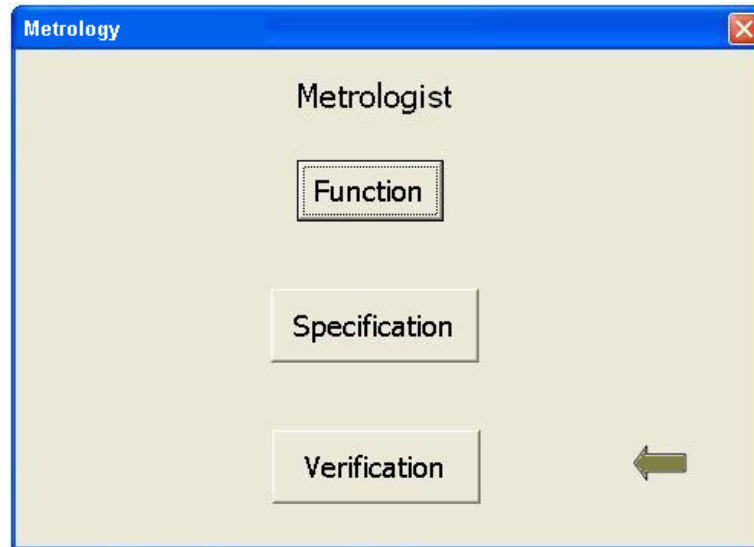 Metrology
Metrologist
Function
Specification
Verification